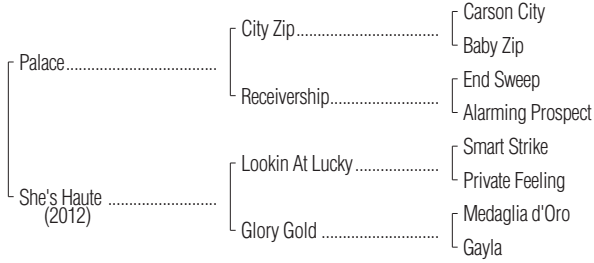 Carson City
City Zip
Baby Zip
Palace
End Sweep
Receivership
Alarming Prospect
Smart Strike
Lookin At Lucky
Private Feeling
She's Haute
(2012)
Medaglia d'Oro
Glory Gold
Gayla